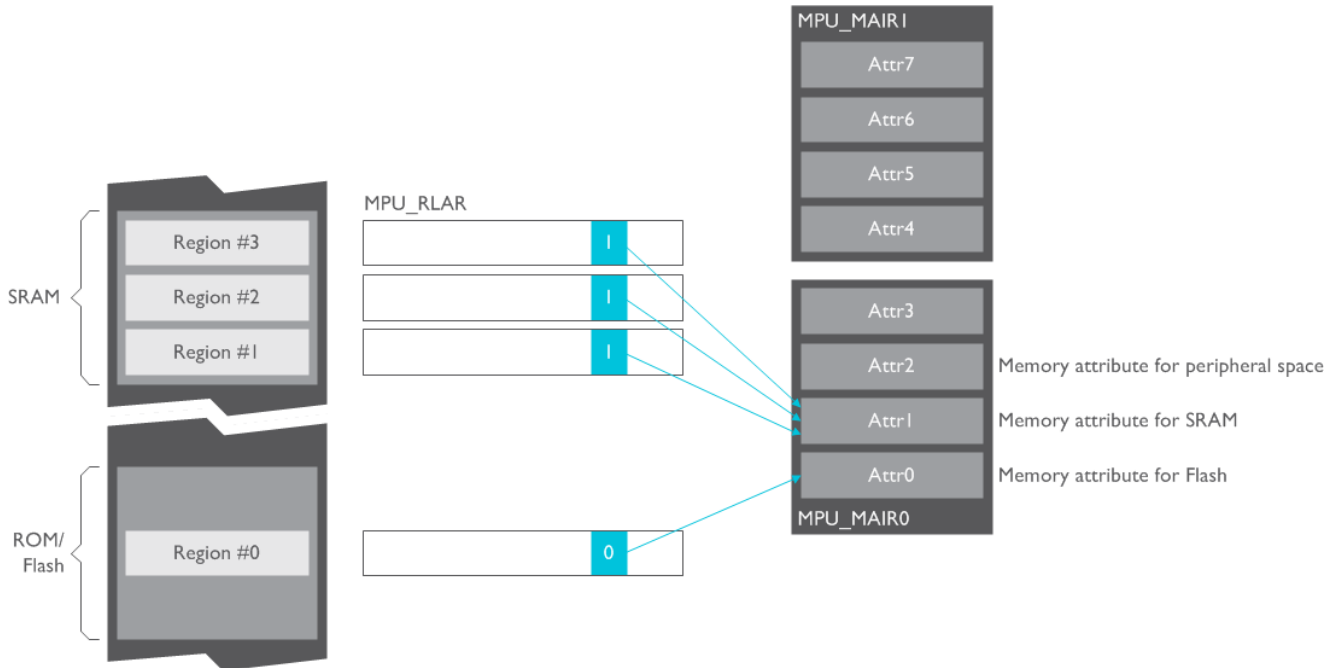 MPU_MAIR1
Attr7
Attr6
Attr5
Attr4
MPU_RLAR
SRAM
Region #3
1
Region #2
1
Region #1
1
Attr3
Attr2 Memory attribute for peripheral space
Attr1 Memory attribute for SRAM
Attr0 Memory attribute for Flash
MPU_MAIR0
ROM/
Flash
Region #0
0